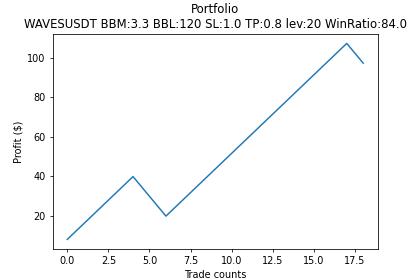 Portfolio
WAVESUSDT BBM:3.3 BBL:120 SL:1.0 TP:0.8 lev:20 WinRatio:84.0
100
80
60
40
20
Profit ($)
0.0 2.5 5.0 7.5 10.0 12.5 15.0 17.5
Trade counts